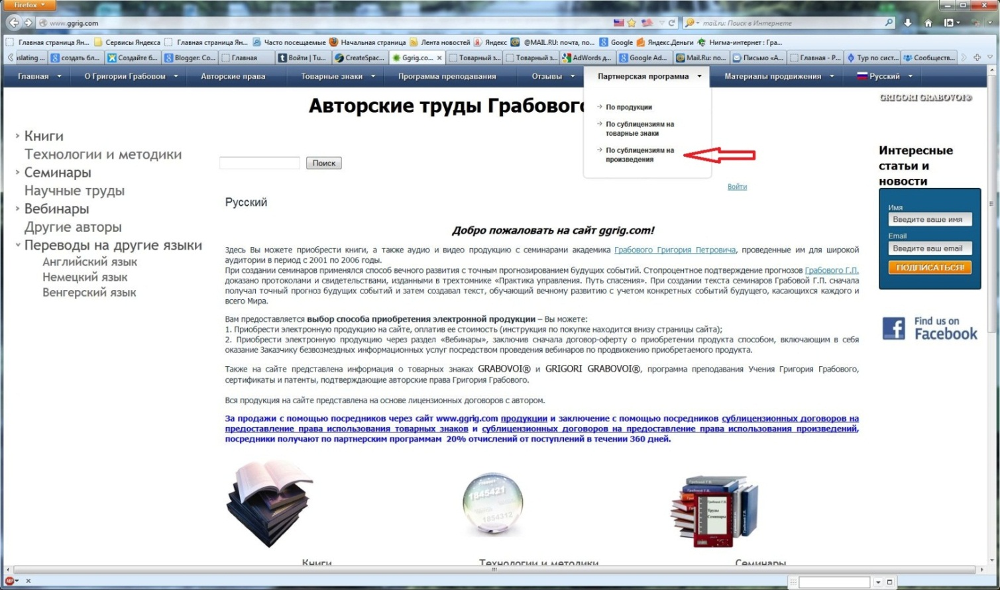 Firefox
www.ggrig.com
mail.ru: Поиск в Интернете
Главная страница Ян...
Сервисы Яндекса
Главная страница Ян...
Часто посещаемые
Начальная страница
Лента новостей
Яндекс
@MAIL.RU: почта, по...
Google
Яндекс.Деньги
Нигма-интернет : Гра...
islating ...
создать бл...
Создайте б...
Blogger: Co...
Главная
Войти | Tu...
CreateSpac...
Ggrig.co...
Товарный з...
Товарный з...
AdWords д...
Google Ad...
Mail.Ru: по...
Письмо «А...
Главная - Р...
Тур по сист...
Сообществ...
Главная
О Григории Грабовом
Авторские права
Товарные знаки
Программа преподавания
Отзывы
Партнерская программа
Материалы продвижения
Русский
По продукции
По сублицензиям на
товарные знаки
По сублицензиям на
произведения
Авторские труды Грабового
GRIGORI GRABOVOI®
Книги
Технологии и методики
Семинары
Научные труды
Вебинары
Другие авторы
Переводы на другие языки
Английский язык
Немецкий язык
Венгерский язык
Поиск
Войти
Русский
Добро пожаловать на сайт ggrig.com!
Здесь Вы можете приобрести книги, а также аудио и видео продукцию с семинарами академика Грабового Григория Петровича, проведенные им для широкой
аудитории в период с 2001 по 2006 годы.
При создании семинаров применялся способ вечного развития с точным прогнозированием будущих событий. Стопроцентное подтверждение прогнозов Грабового Г.П.
доказано протоколами и свидетельствами, изданными в трехтомнике «Практика управления. Путь спасения». При создании текста семинаров Грабовой Г.П. сначала
получал точный прогноз будущих событий и затем создавал текст, обучающий вечному развитию с учетом конкретных событий будущего, касающихся каждого и
всего Мира.
Вам предоставляется выбор способа приобретения электронной продукции – Вы можете:
1. Приобрести электронную продукцию на сайте, оплатив ее стоимость (инструкция по покупке находится внизу страницы сайта);
2. Приобрести электронную продукцию через раздел «Вебинары», заключив сначала договор-оферту о приобретении продукта способом, включающим в себя
оказание Заказчику безвозмездных информационных услуг посредством проведения вебинаров по продвижению приобретаемого продукта.
Также на сайте представлена информация о товарных знаках GRABOVOI® и GRIGORI GRABOVOI®, программа преподавания Учения Григория Грабового,
сертификаты и патенты, подтверждающие авторские права Григория Грабового.
Вся продукция на сайте представлена на основе лицензионных договоров с автором.
За продажи с помощью посредников через сайт www.ggrig.com продукции и заключение с помощью посредников сублицензионных договоров на
предоставление права использования товарных знаков и сублицензионных договоров на предоставление права использования произведений,
посредники получают по партнерским программам 20% отчислений от поступлений в течении 360 дней.
Интересные
статьи и
новости
Имя
Введите ваше имя
Email
Введите ваш email
ПОДПИСАТЬСЯ!
Find us on
Facebook
1845421
1854312
Грабовой Г.П.
Труды
Семинары
Книги
Технологии и методики
Семинары
ABP